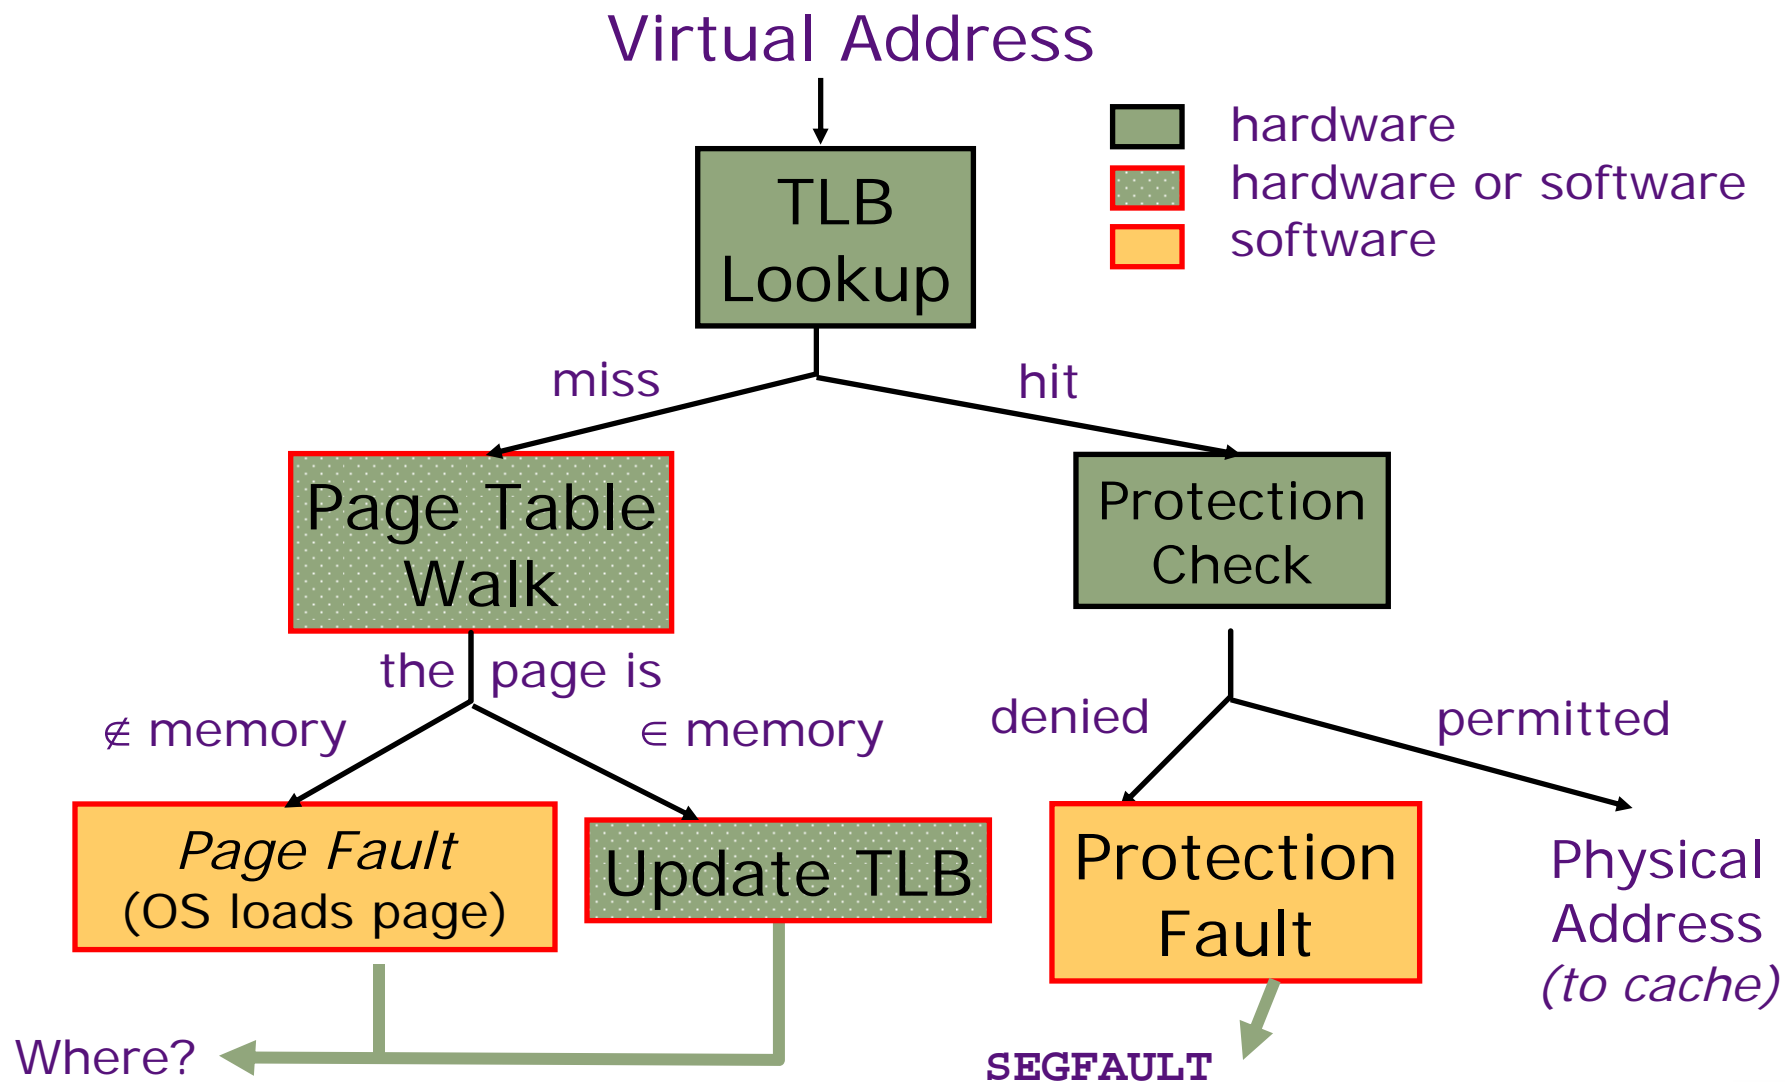 Virtual Address
hardware
hardware or software
software
TLB
Lookup
miss
hit
Page Table
Walk
Protection
Check
the page is
∉ memory
∈ memory
denied
permitted
Page Fault
(OS loads page)
Update TLB
Protection
Fault
Physical
Address
(to cache)
Where?
SEGFAULT